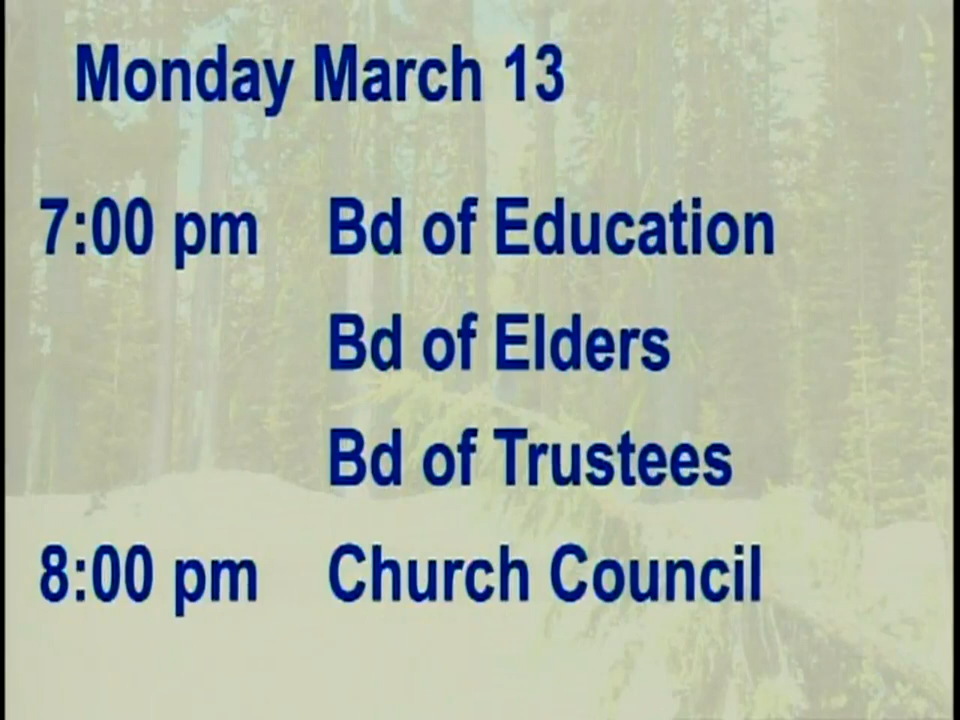 Monday March 13
7:00 pm Bd of Education
Bd of Elders
Bd of Trustees
8:00 pm Church Council